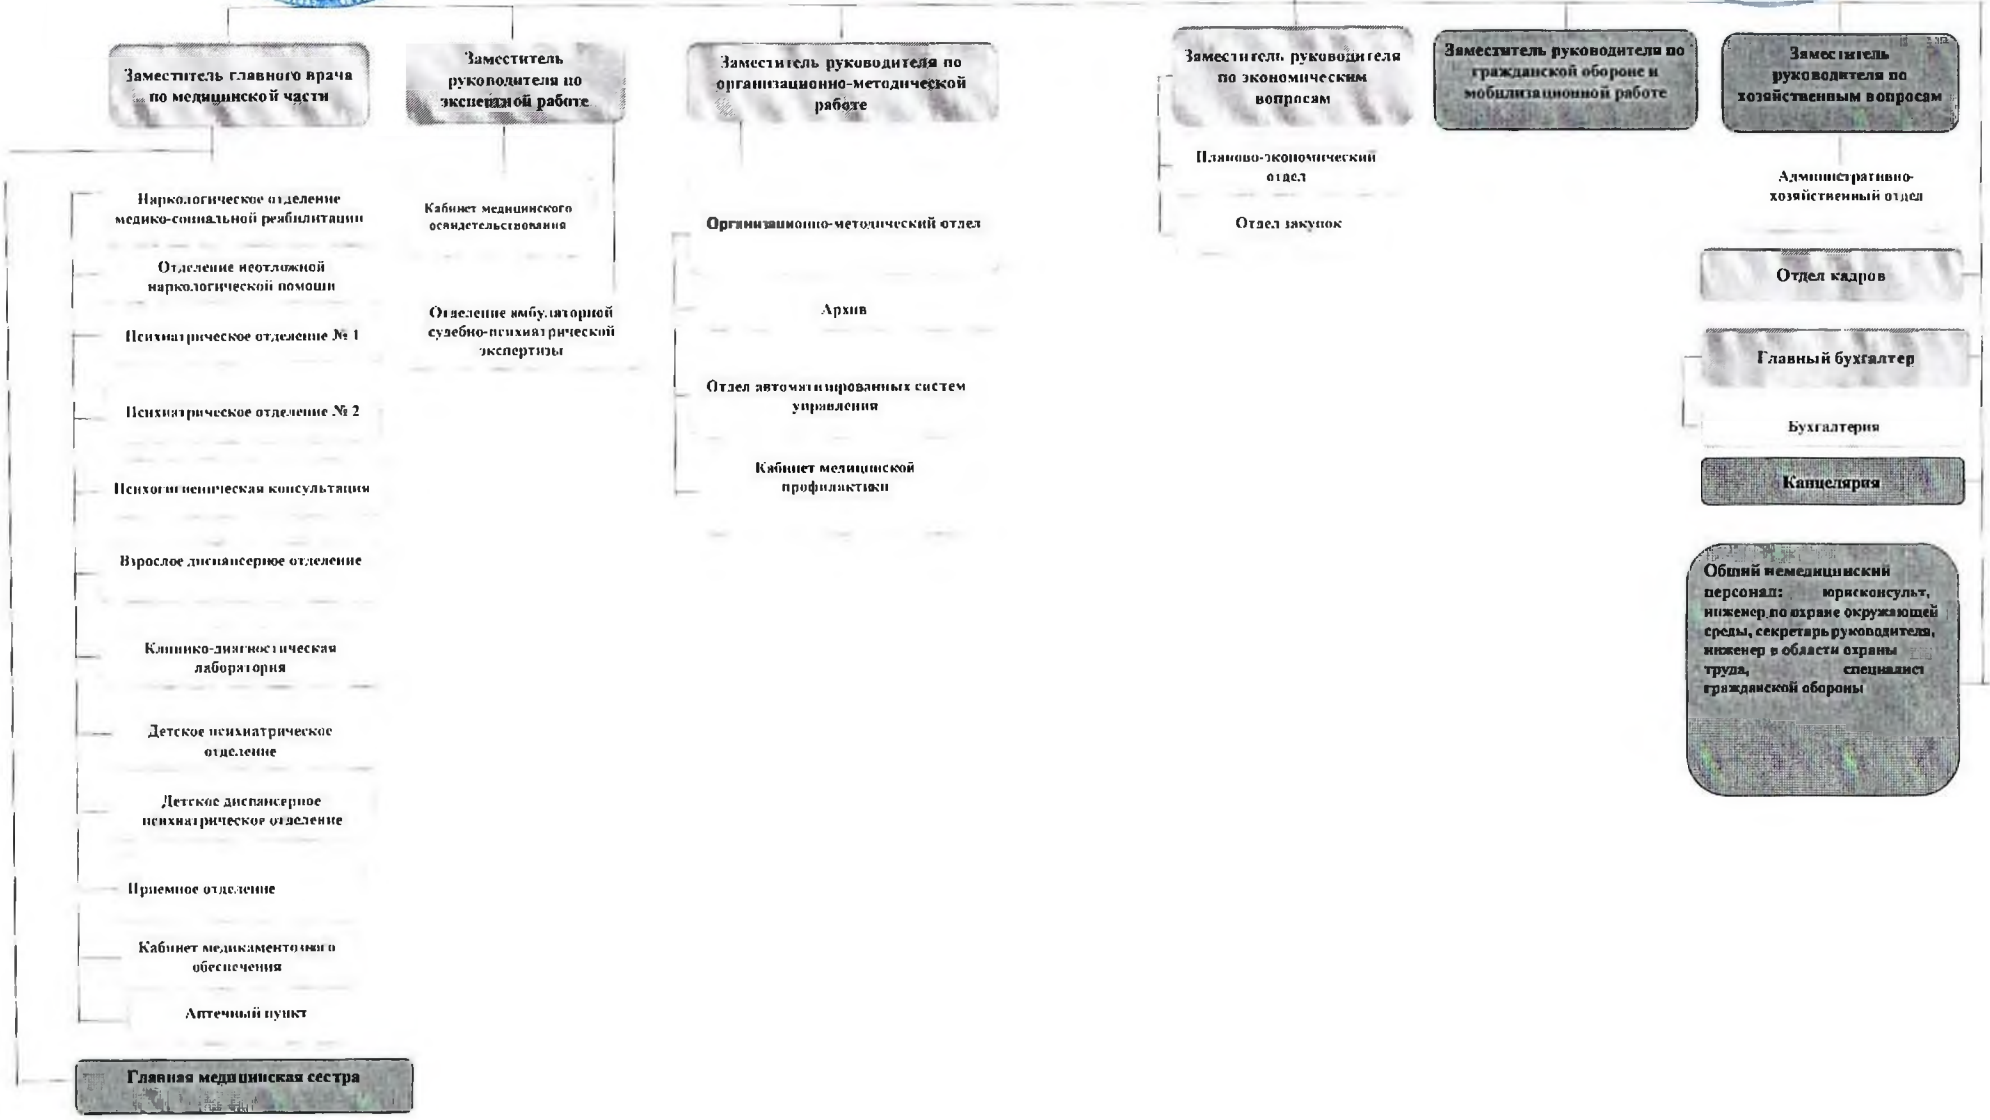 Заместитель главного врача
по медицинской части
Наркологическое отделение
медико-социальной реабилитации
Отделение неотложной
наркологической помощи
Психиатрическое отделение № 1
Психиатрическое отделение № 2
Психогигиеническая консультация
Взрослое диспансерное отделение
Клинико-диагностическая
лаборатория
Детское психиатрическое
отделение
Детское диспансерное
психиатрическое отделение
Приемное отделение
Кабинет медикаментозного
обеспечения
Аптечный пункт
Главная медицинская сестра
Заместитель
руководителя по
экспертной работе
Кабинет медицинского
освидетельствования
Отделение амбулаторной
судебно-психиатрической
экспертизы
Заместитель руководителя по
организационно-методической
работе
Организационно-методический отдел
Архив
Отдел автоматизированных систем
управления
Кабинет медицинской
профилактики
Заместитель руководителя
по экономическим
вопросам
Планово-экономический
отдел
Отдел закупок
Заместитель руководителя по
гражданской обороне и
мобилизационной работе
Заместитель
руководителя по
хозяйственным вопросам
Административно-
хозяйственный отдел
Отдел кадров
Главный бухгалтер
Бухгалтерия
Канцелярия
Общий немедицинский
персонал: юрисконсульт,
инженер по охране окружающей
среды, секретарь руководителя,
инженер в области охраны
труда, специалист
гражданской обороны